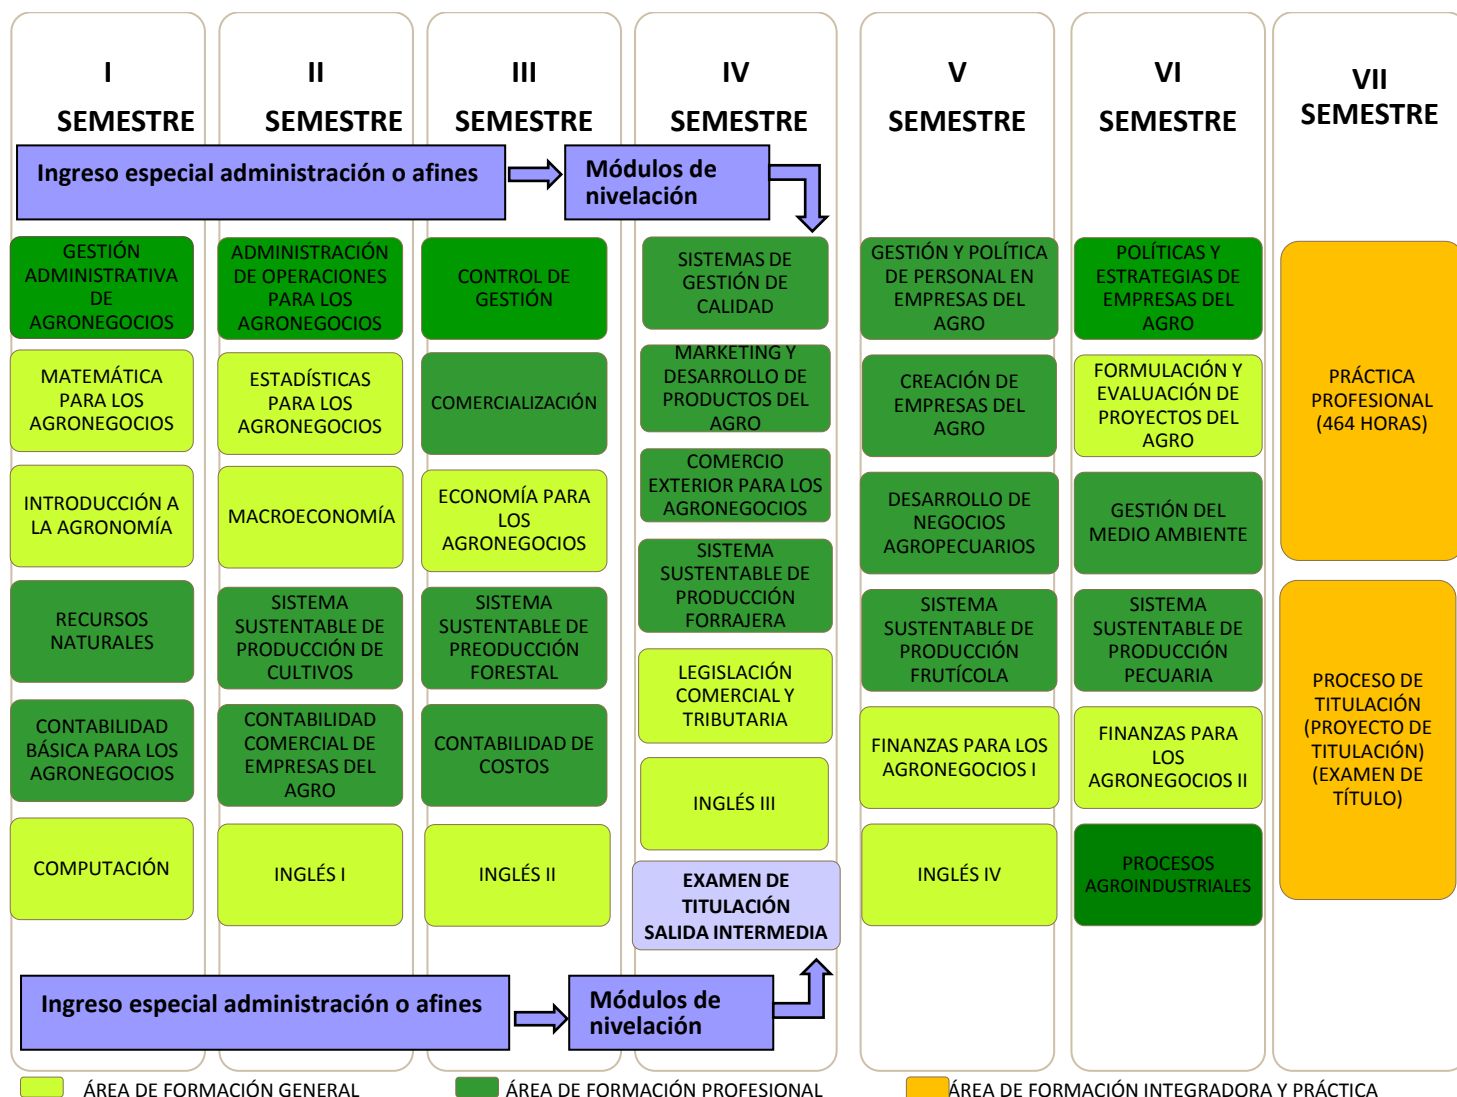 I
SEMESTRE
II
SEMESTRE
III
SEMESTRE
IV
SEMESTRE
V
SEMESTRE
VI
SEMESTRE
VII
SEMESTRE
Ingreso especial administración o afines
Módulos de
nivelación
GESTIÓN
ADMINISTRATIVA
DE
AGRONEGOCIOS
MATEMÁTICA
PARA LOS
AGRONEGOCIOS
INTRODUCCIÓN A
LA AGRONOMÍA
RECURSOS
NATURALES
CONTABILIDAD
BÁSICA PARA LOS
AGRONEGOCIOS
COMPUTACIÓN
ADMINISTRACIÓN
DE OPERACIONES
PARA LOS
AGRONEGOCIOS
ESTADÍSTICAS
PARA LOS
AGRONEGOCIOS
MACROECONOMÍA
SISTEMA
SUSTENTABLE DE
PRODUCCIÓN DE
CULTIVOS
CONTABILIDAD
COMERCIAL DE
EMPRESAS DEL
AGRO
INGLÉS I
CONTROL DE
GESTIÓN
COMERCIALIZACIÓN
ECONOMÍA PARA
LOS
AGRONEGOCIOS
SISTEMA
SUSTENTABLE DE
PREODUCCIÓN
FORESTAL
CONTABILIDAD DE
COSTOS
INGLÉS II
SISTEMAS DE
GESTIÓN DE
CALIDAD
MARKETING Y
DESARROLLO DE
PRODUCTOS DEL
AGRO
COMERCIO
EXTERIOR PARA LOS
AGRONEGOCIOS
SISTEMA
SUSTENTABLE DE
PRODUCCIÓN
FORRAJERA
LEGISLACIÓN
COMERCIAL Y
TRIBUTARIA
INGLÉS III
EXAMEN DE
TITULACIÓN
SALIDA INTERMEDIA
GESTIÓN Y POLÍTICA
DE PERSONAL EN
EMPRESAS DEL
AGRO
CREACIÓN DE
EMPRESAS DEL
AGRO
DESARROLLO DE
NEGOCIOS
AGROPECUARIOS
SISTEMA
SUSTENTABLE DE
PRODUCCIÓN
FRUTÍCOLA
FINANZAS PARA LOS
AGRONEGOCIOS I
INGLÉS IV
POLÍTICAS Y
ESTRATEGIAS DE
EMPRESAS DEL
AGRO
FORMULACIÓN Y
EVALUACIÓN DE
PROYECTOS DEL
AGRO
GESTIÓN DEL
MEDIO AMBIENTE
SISTEMA
SUSTENTABLE DE
PRODUCCIÓN
PECUARIA
FINANZAS PARA
LOS
AGRONEGOCIOS II
PROCESOS
AGROINDUSTRIALES
PRÁCTICA
PROFESIONAL
(464 HORAS)
PROCESO DE
TITULACIÓN
(PROYECTO DE
TITULACIÓN)
(EXAMEN DE
TÍTULO)
Ingreso especial administración o afines
Módulos de
nivelación
ÁREA DE FORMACIÓN GENERAL
ÁREA DE FORMACIÓN PROFESIONAL
ÁREA DE FORMACIÓN INTEGRADORA Y PRÁCTICA